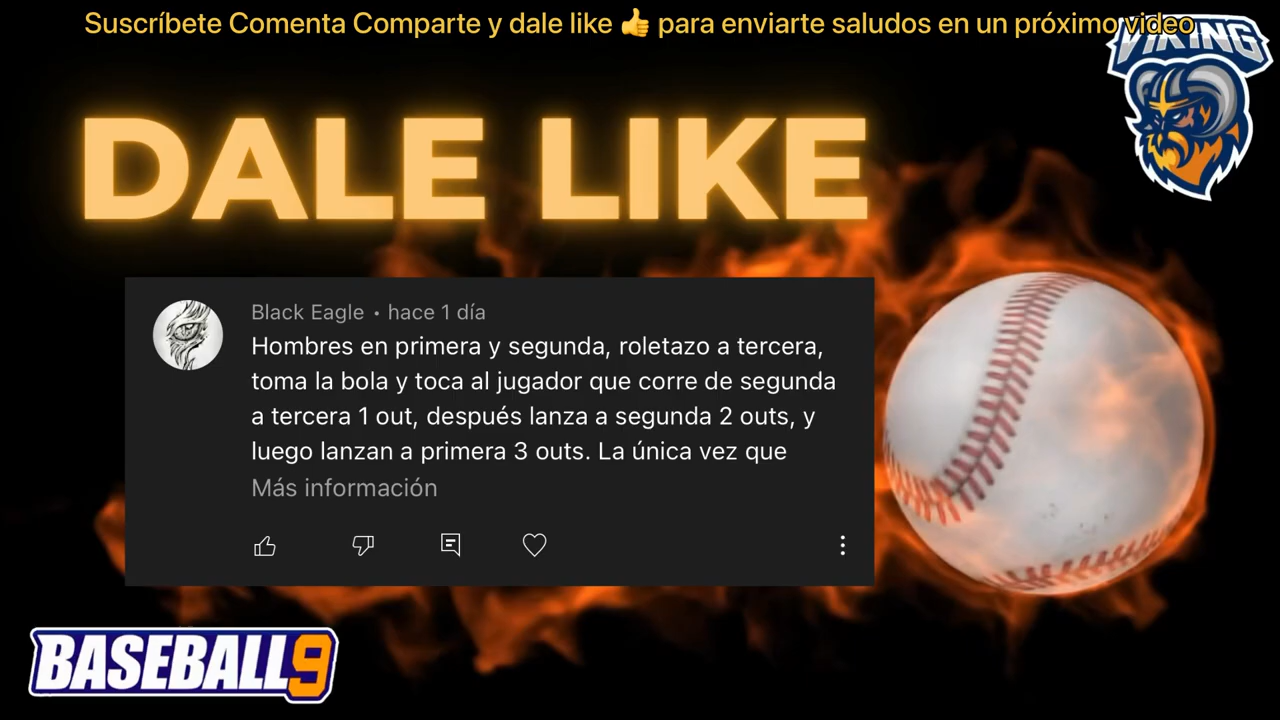 Suscríbete Comenta Comparte y dale like 👍 para enviarte saludos en un próximo video
VIKING
DALE LIKE
Black Eagle • hace 1 día
Hombres en primera y segunda, roletazo a tercera,
toma la bola y toca al jugador que corre de segunda
a tercera 1 out, después lanza a segunda 2 outs, y
luego lanzan a primera 3 outs. La única vez que
Más información
BASEBALL9